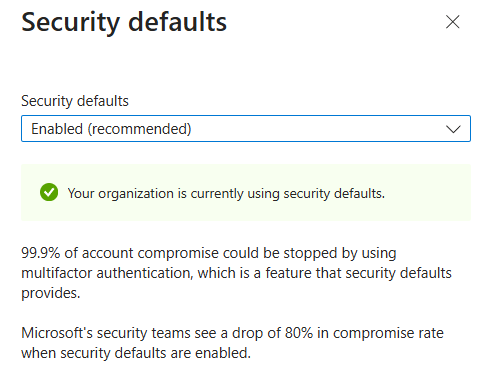 Security defaults
Security defaults
Enabled (recommended)
Your organization is currently using security defaults.
99.9% of account compromise could be stopped by using
multifactor authentication, which is a feature that security defaults
provides.
Microsoft's security teams see a drop of 80% in compromise rate
when security defaults are enabled.